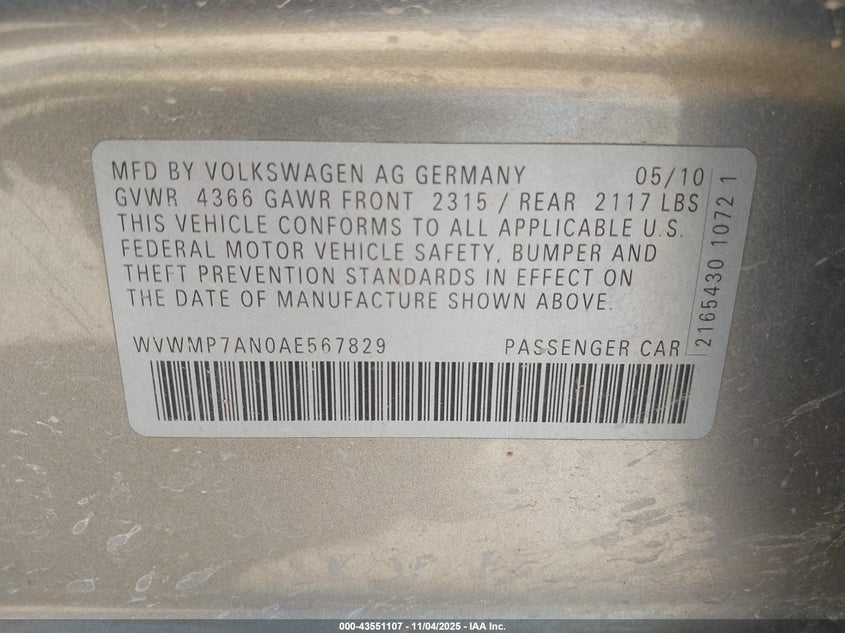 MFD BY VOLKSWAGEN AG GERMANY 05/10
GVWR 4366 GAWR FRONT 2315 / REAR 2117 LBS
THIS VEHICLE CONFORMS TO ALL APPLICABLE U.S.
FEDERAL MOTOR VEHICLE SAFETY, BUMPER AND
THEFT PREVENTION STANDARDS IN EFFECT ON
THE DATE OF MANUFACTURE SHOWN ABOVE.
WVWMP7AN0AE567829 PASSENGER CAR
2165430 1072 1
000-43551107 - 11/04/2025 - IAA Inc.